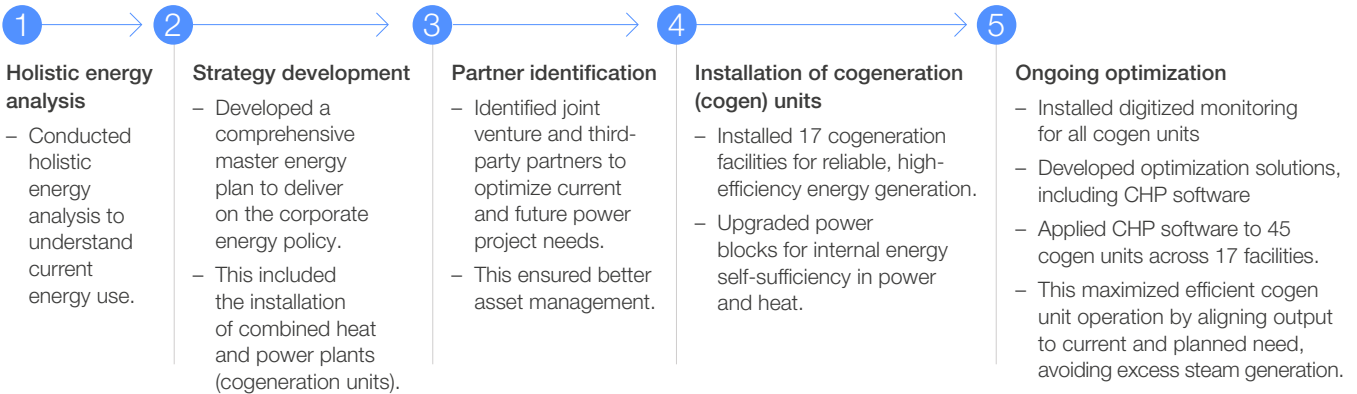 1
Holistic energy
analysis
– Conducted
holistic
energy
analysis to
understand
current
energy use.
2
Strategy development
– Developed a
comprehensive
master energy
plan to deliver
on the corporate
energy policy.
– This included
the installation
of combined heat
and power plants
(cogeneration units).
3
Partner identification
– Identified joint
venture and third-
party partners to
optimize current
and future power
project needs.
– This ensured better
asset management.
4
Installation of cogeneration
(cogen) units
– Installed 17 cogeneration
facilities for reliable, high-
efficiency energy generation.
– Upgraded power
blocks for internal energy
self-sufficiency in power
and heat.
5
Ongoing optimization
– Installed digitized monitoring
for all cogen units
– Developed optimization solutions,
including CHP software
– Applied CHP software to 45
cogen units across 17 facilities.
– This maximized efficient cogen
unit operation by aligning output
to current and planned need,
avoiding excess steam generation.